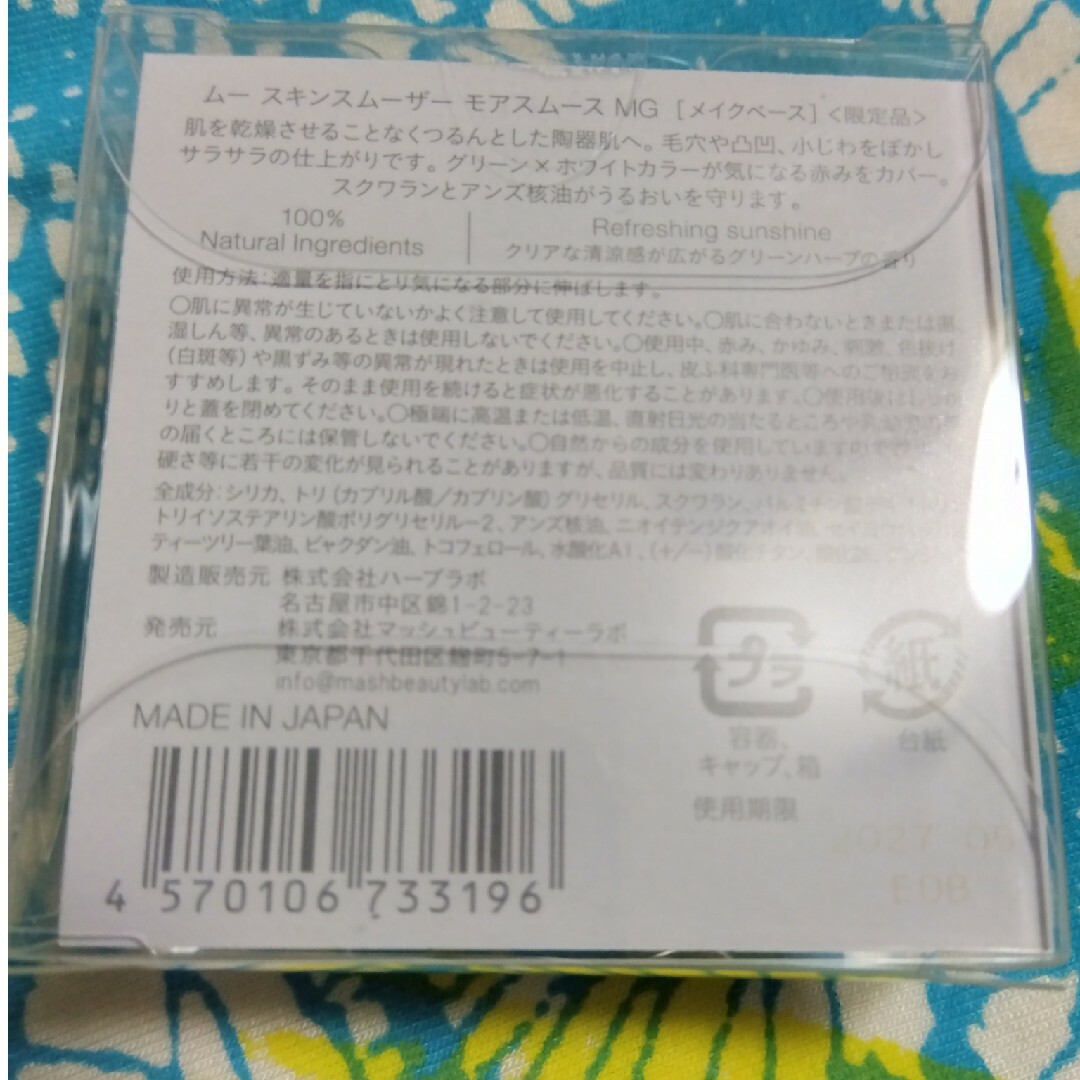 ムー スキンスムーザー モアスムース MG [メイクベース]<限定品>
肌を乾燥させることなくつるんとした陶器肌へ。毛穴や凸凹、小じわをぼかし
サラサラの仕上がりです。グリーン×ホワイトカラーが気になる赤みをカバー。
スクワランとアンズ核油がうるおいを守ります。
100%
Natural Ingredients
Refreshing sunshine
クリアな清涼感が広がるグリーンハーブの香り
使用方法:適量を指にとり気になる部分に伸ばします。
〇肌に異常が生じていないかよく注意して使用してください。〇肌に合わないときまたは傷、
湿しん等、異常のあるときは使用しないでください。〇使用中、赤み、かゆみ、刺激、色抜け
(白斑等)や黒ずみ等の異常が現れたときは使用を中止し、皮ふ科専門医等へのご相談をお
すすめします。そのまま使用を続けると症状が悪化することがあります。〇使用後はしっか
りと蓋を閉めてください。〇極端に高温または低温、直射日光の当たるところや
の届くところには保管しないでください。〇自然からの成分を使用していますので
硬さ等に若干の変化が見られることがありますが、品質には変わりありません。
全成分:シリカ、トリ(カプリル酸/カプリン酸)グリセリル、スクワラン、パルミチン酸
トリイソステアリン酸ポリグリセリル-2、アンズ核油、ニオイテンジクアオイ油、
ティーツリー葉油、ビャクダン油、トコフェロール、水酸化Al、(+/-)酸化チタン、
製造販売元 株式会社ハーブラボ
名古屋市中区錦1-2-23
発売元 株式会社マッシュビューティーラボ
東京都千代田区麹町5-7-1
info@mashbeautylab.com
MADE IN JAPAN
プラ
容器、
キャップ、箱
紙
台紙
使用期限
2027 09
EDB
4 570106 733196